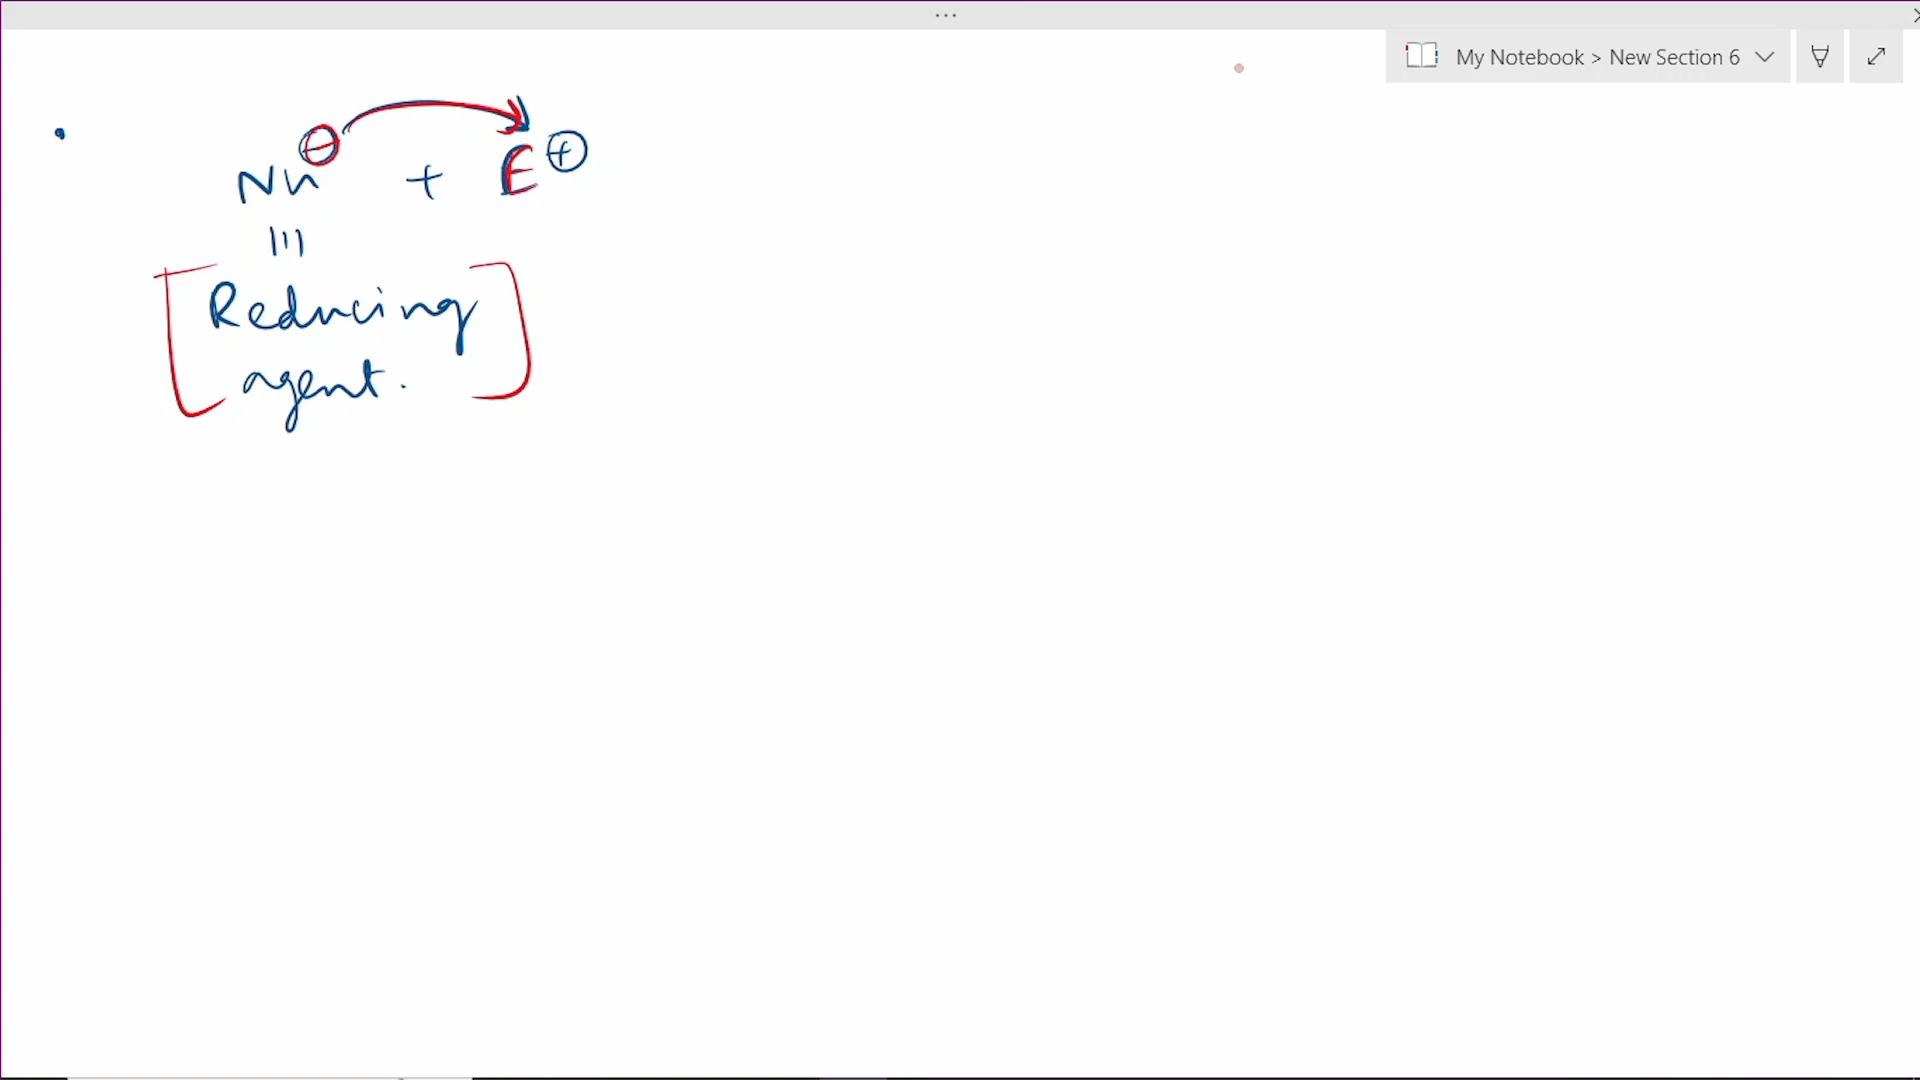 ...
My Notebook > New Section 6
• Nu⊖ + E⊕
|||
[Reducing
agent.]